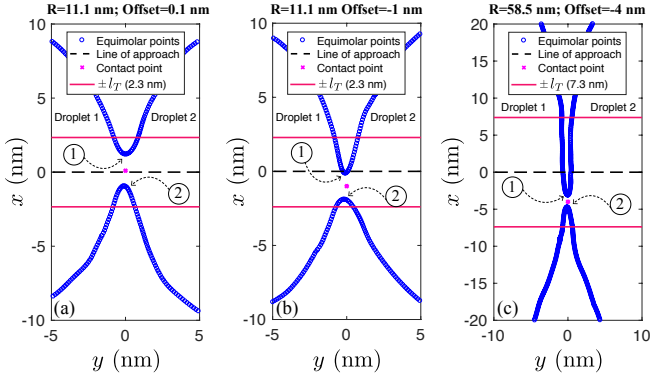 R=11.1 nm; Offset=0.1 nm
10
5
0
-5
-10
x (nm)
Equimolar points
Line of approach
Contact point
± l_T (2.3 nm)
Droplet 1
Droplet 2
1
2
(a)
-5
0
5
y (nm)
R=11.1 nm Offset=-1 nm
10
5
0
-5
-10
x (nm)
Equimolar points
Line of approach
Contact point
± l_T (2.3 nm)
Droplet 1
Droplet 2
1
2
(b)
-5
0
5
y (nm)
R=58.5 nm; Offset=-4 nm
20
15
10
5
0
-5
-10
-15
-20
x (nm)
Equimolar points
Line of approach
Contact point
± l_T (7.3 nm)
Droplet 1
Droplet 2
1
2
(c)
-10
0
10
y (nm)